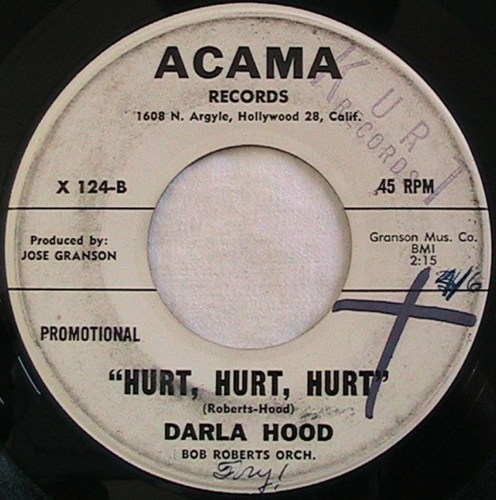 ACAMA
RECORDS
1608 N. Argyle, Hollywood 28, Calif.
KURT
RECORDS
X 124-B
45 RPM
Produced by:
JOSE GRANSON
Granson Mus. Co.
BMI
2:15
PROMOTIONAL
"HURT, HURT, HURT"
(Roberts-Hood)
DARLA HOOD
BOB ROBERTS ORCH.